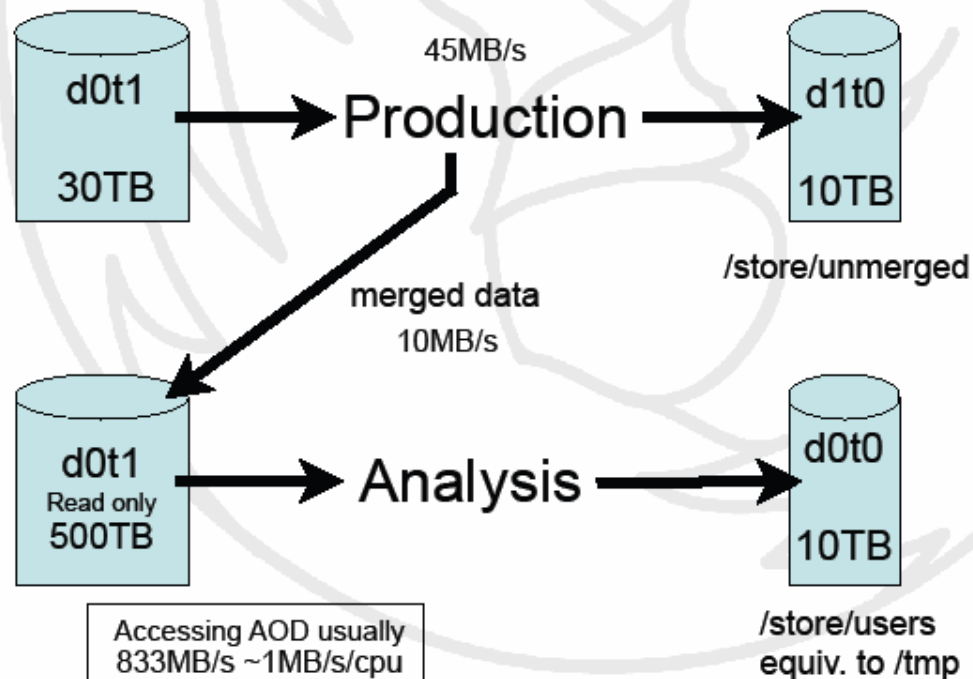 45MB/s
d0t1
Production
d1t0
30TB
10TB
/store/unmerged
merged data
10MB/s
d0t1
Read only
500TB
Analysis
d0t0
10TB
Accessing AOD usually
833MB/s ~1MB/s/cpu
/store/users
equiv. to /tmp